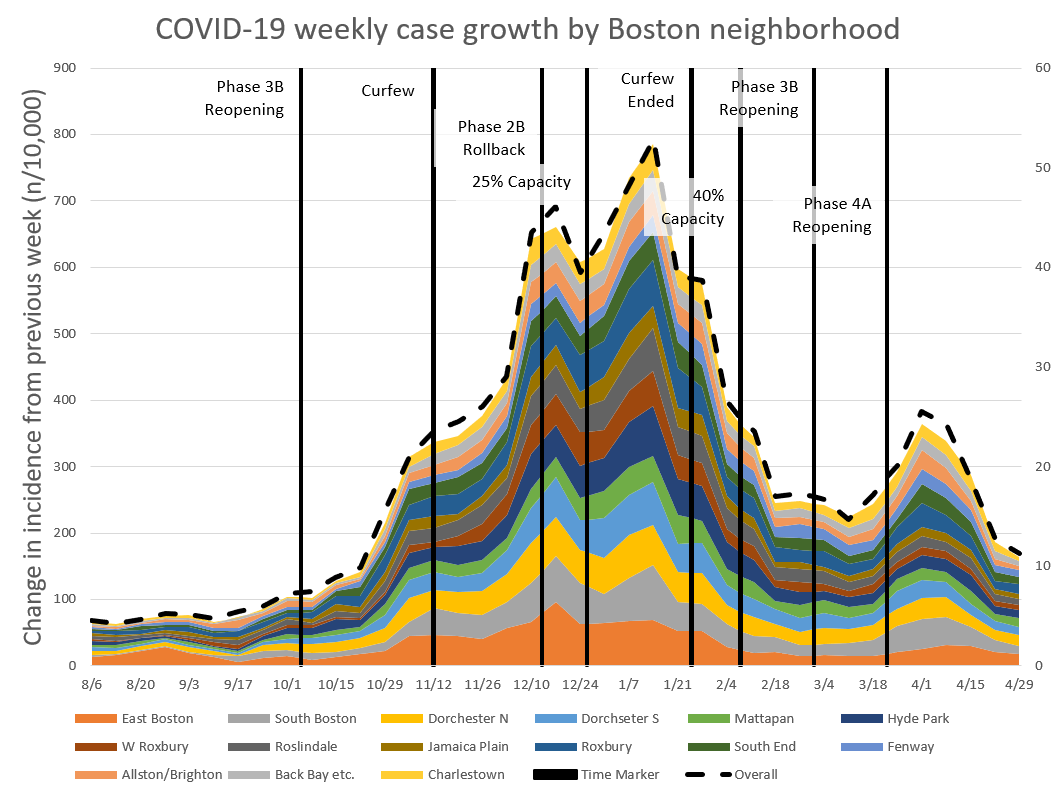 COVID-19 weekly case growth by Boston neighborhood
Change in incidence from previous week (n/10,000)
900
800
700
600
500
400
300
200
100
0
60
50
40
30
20
10
0
Phase 3B
Reopening
Curfew
Phase 2B
Rollback
25% Capacity
Curfew
Ended
40%
Capacity
Phase 3B
Reopening
Phase 4A
Reopening
8/6 8/20 9/3 9/17 10/1 10/15 10/29 11/12 11/26 12/10 12/24 1/7 1/21 2/4 2/18 3/4 3/18 4/1 4/15 4/29
East Boston South Boston Dorchester N Dorchseter S Mattapan Hyde Park
W Roxbury Roslindale Jamaica Plain Roxbury South End Fenway
Allston/Brighton Back Bay etc. Charlestown Time Marker Overall